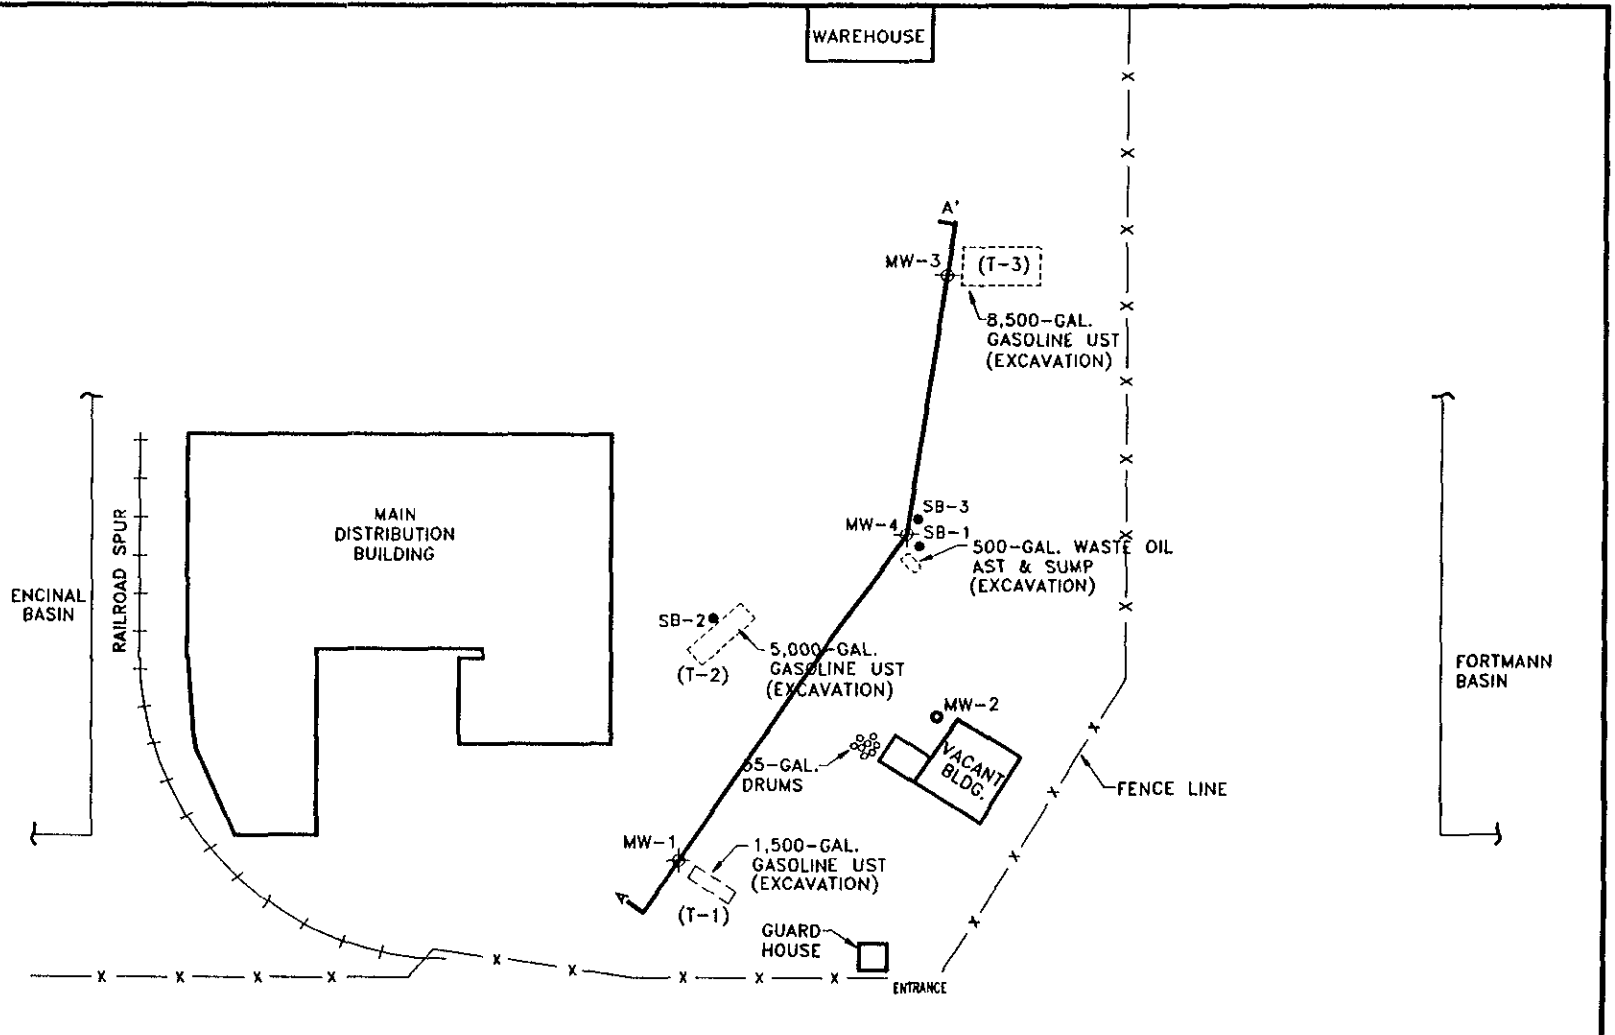 WAREHOUSE
A'
MW-3
(T-3)
8,500-GAL.
GASOLINE UST
(EXCAVATION)
MAIN
DISTRIBUTION
BUILDING
RAILROAD SPUR
ENCINAL
BASIN
SB-3
MW-4
SB-1
500-GAL. WASTE OIL
AST & SUMP
(EXCAVATION)
SB-2
5,000-GAL.
GASOLINE UST
(EXCAVATION)
(T-2)
FORTMANN
BASIN
MW-2
VACANT
BLDG.
55-GAL.
DRUMS
FENCE LINE
MW-1
1,500-GAL.
GASOLINE UST
(EXCAVATION)
A
(T-1)
GUARD
HOUSE
ENTRANCE